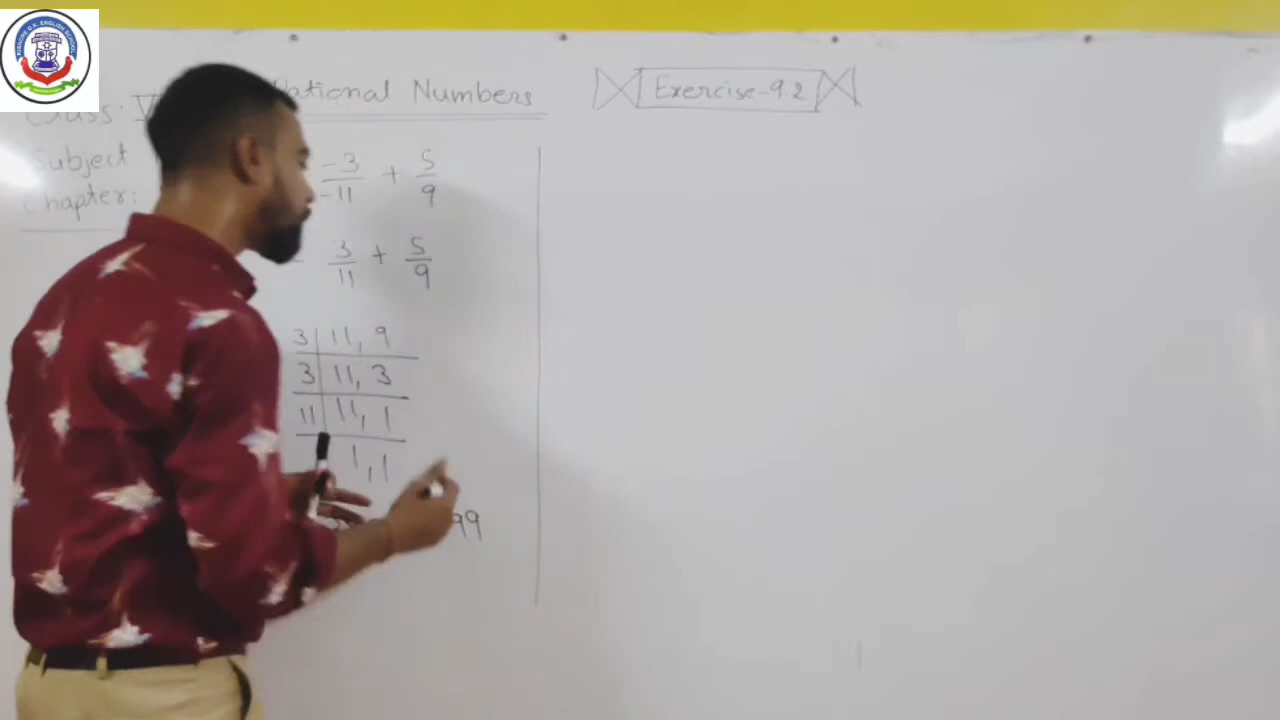 Rational Numbers
Exercise-9.2
Class: V
Subject
Chapter:
-3/-11 + 5/9
3/11 + 5/9
3 | 11, 9
3 | 11, 3
11 | 11, 1
1, 1
99